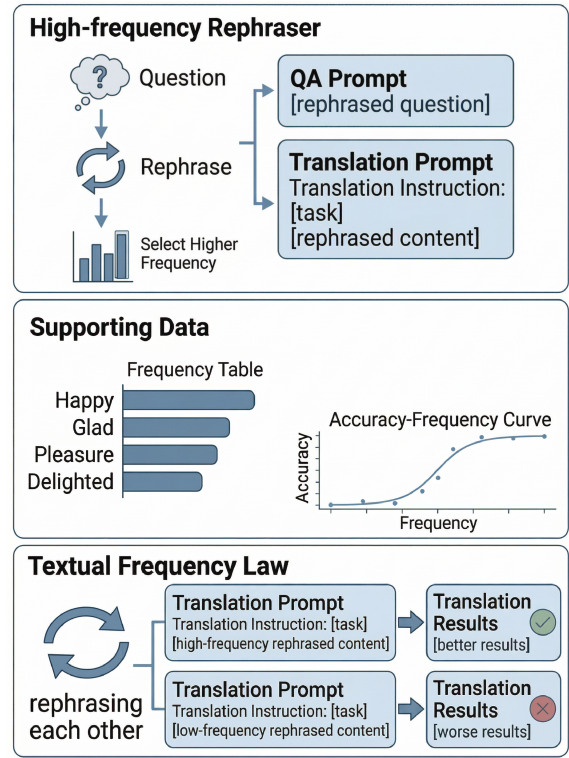 High-frequency Rephraser
?
Question
Rephrase
Select Higher
Frequency
QA Prompt
[rephrased question]
Translation Prompt
Translation Instruction:
[task]
[rephrased content]
Supporting Data
Frequency Table
Happy
Glad
Pleasure
Delighted
Accuracy-Frequency Curve
Accuracy
Frequency
Textual Frequency Law
rephrasing
each other
Translation Prompt
Translation Instruction: [task]
[high-frequency rephrased content]
Translation
Results
[better results]
Translation Prompt
Translation Instruction: [task]
[low-frequency rephrased content]
Translation
Results
[worse results]